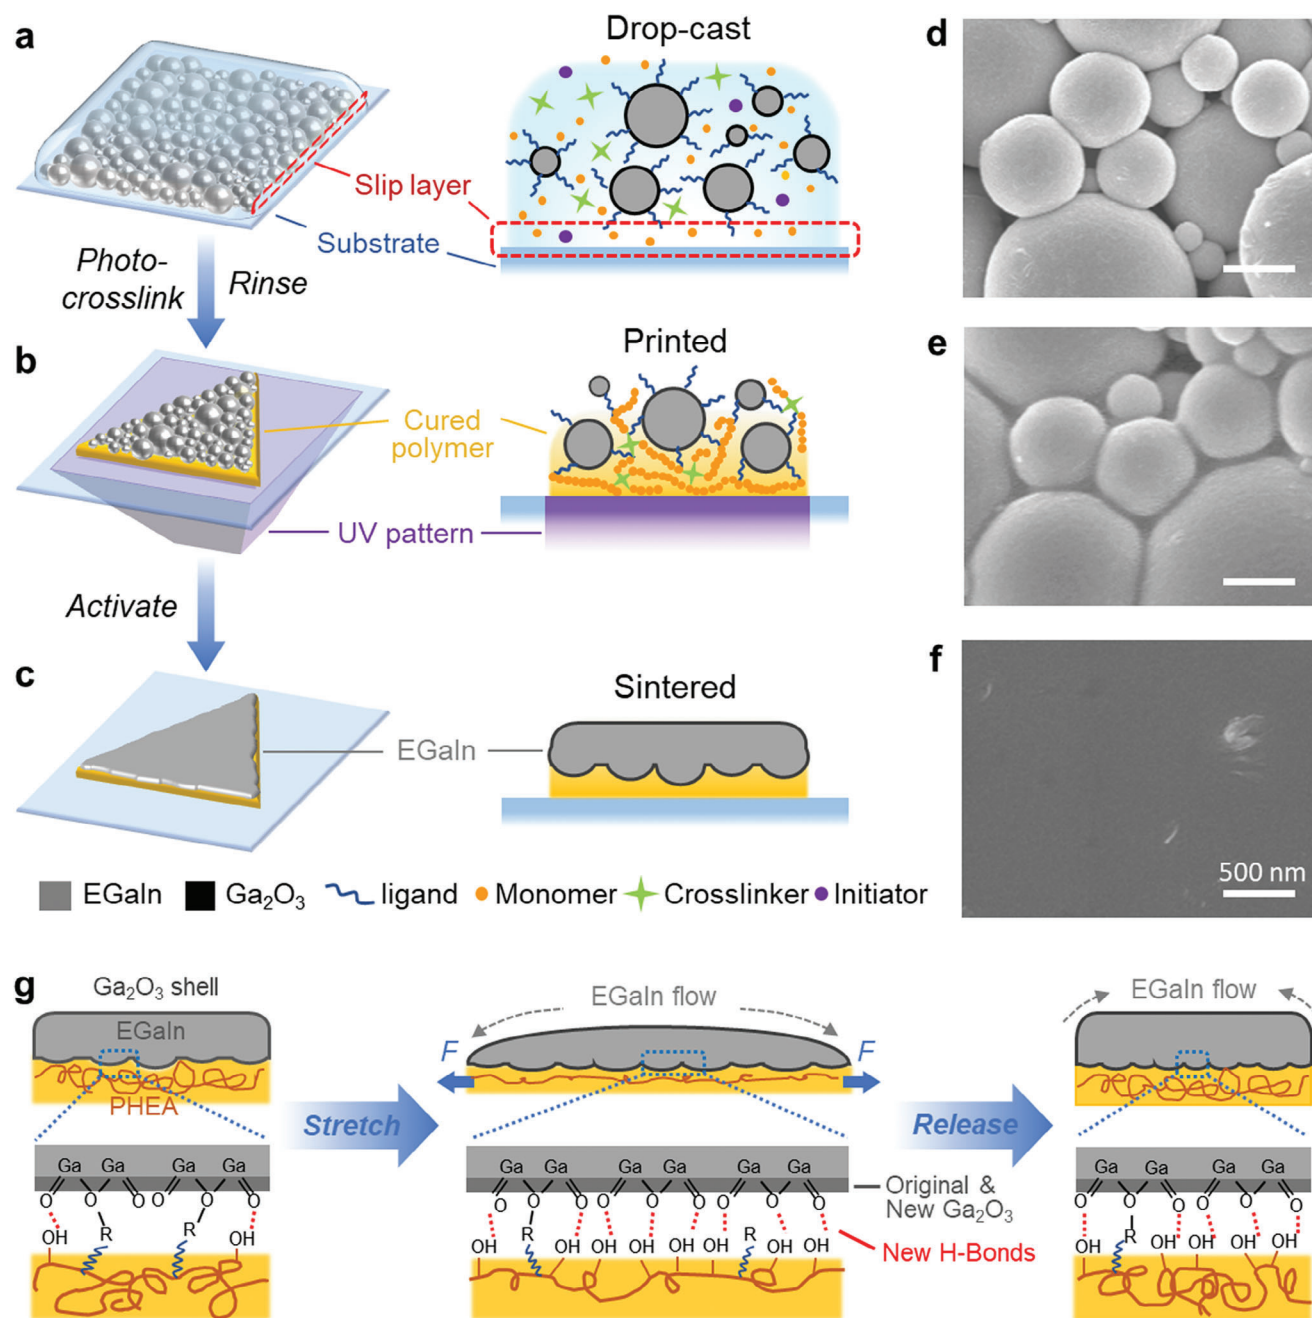 a
Drop-cast
Slip layer
Substrate
Photo-
crosslink
Rinse
b
Printed
Cured
polymer
UV pattern
Activate
c
Sintered
EGaIn
EGaIn
Ga₂O₃
ligand
Monomer
Crosslinker
Initiator
d
e
f
500 nm
g
Ga₂O₃ shell
EGaIn
PHEA
Ga Ga Ga Ga
O O O O O O
R R
OH OH
Stretch
EGaIn flow
F F
Ga Ga Ga Ga Ga Ga
O O O O O O O O O
R R
OH OH OH OH OH OH OH OH
Original &
New Ga₂O₃
New H-Bonds
Release
EGaIn flow
Ga Ga Ga Ga
O O O O O O
R
OH OH OH OH OH